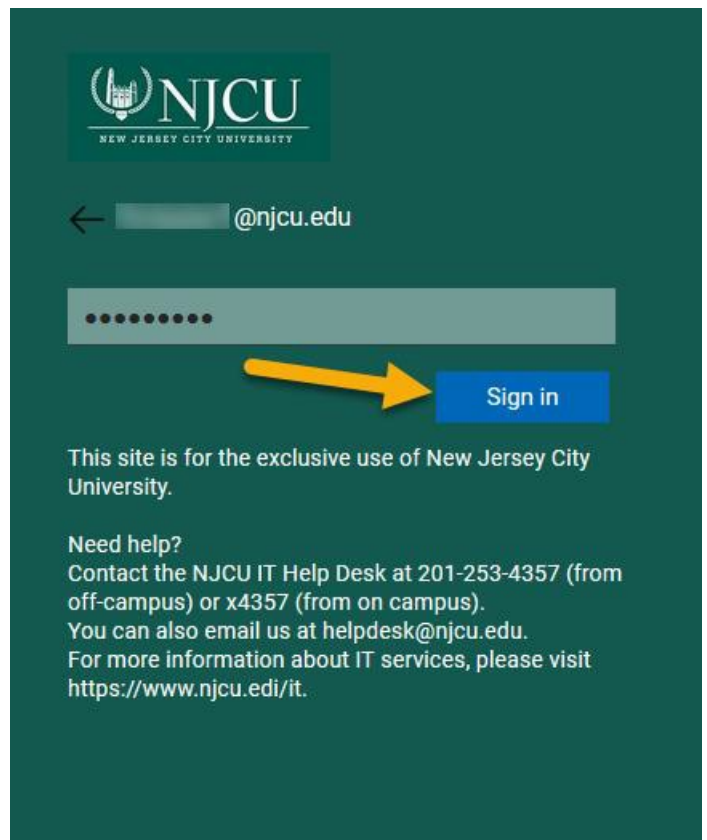 NJCU
NEW JERSEY CITY UNIVERSITY
@njcu.edu
Sign in
This site is for the exclusive use of New Jersey City
University.
Need help?
Contact the NJCU IT Help Desk at 201-253-4357 (from
off-campus) or x4357 (from on campus).
You can also email us at helpdesk@njcu.edu.
For more information about IT services, please visit
https://www.njcu.edi/it.